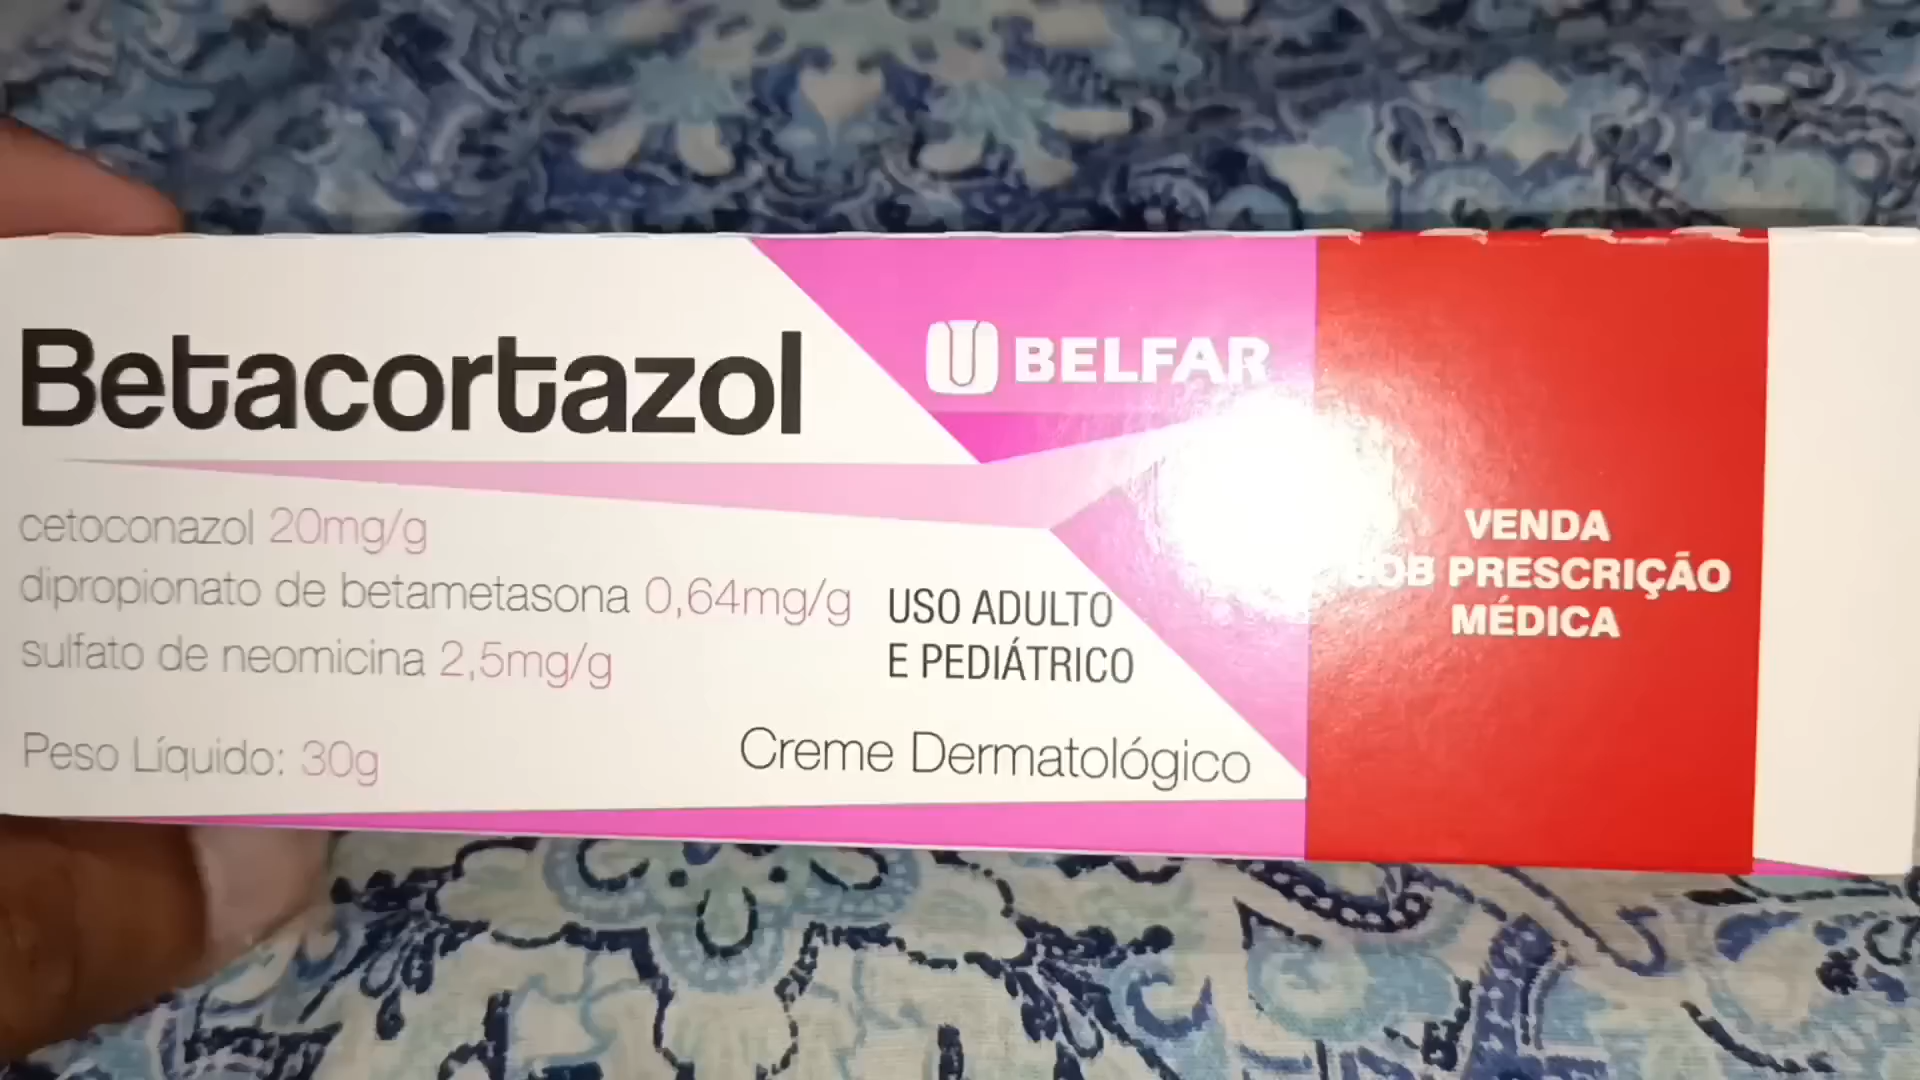 Betacortazol
BELFAR
cetoconazol 20mg/g
dipropionato de betametasona 0,64mg/g
sulfato de neomicina 2,5mg/g
USO ADULTO
E PEDIÁTRICO
Peso Líquido: 30g
Creme Dermatológico
VENDA
SOB PRESCRIÇÃO
MÉDICA